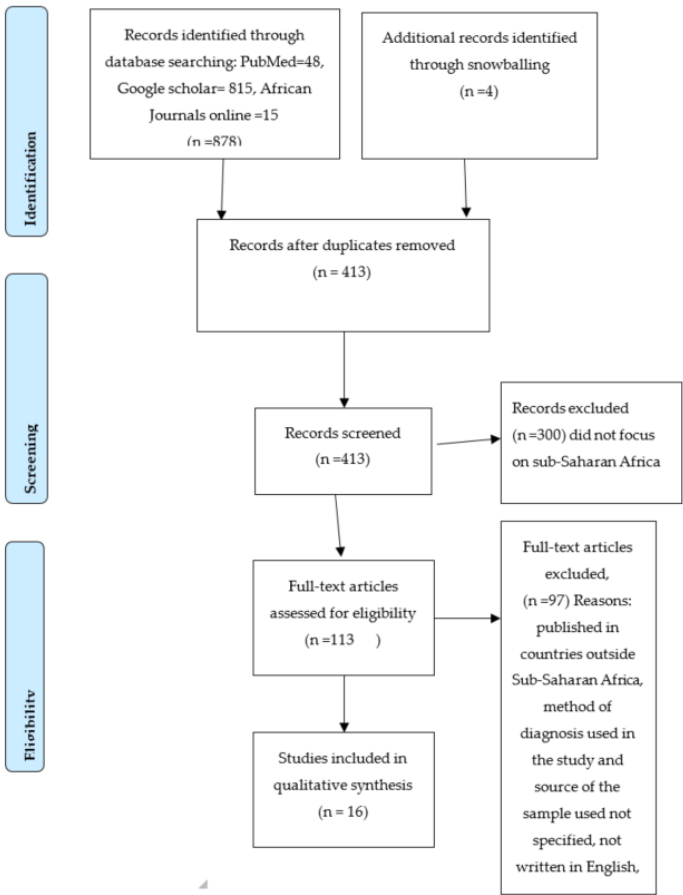 Identification
Records identified through
database searching: PubMed=48,
Google scholar= 815, African
Journals online =15
(n =878)
Additional records identified
through snowballing
(n =4)
Records after duplicates removed
(n = 413)
Screening
Records screened
(n =413)
Records excluded
(n =300) did not focus
on sub-Saharan Africa
Eligibility
Full-text articles
assessed for eligibility
(n =113 )
Full-text articles
excluded,
(n =97) Reasons:
published in
countries outside
Sub-Saharan Africa,
method of
diagnosis used in
the study and
source of the
sample used not
specified, not
written in English,
Studies included in
qualitative synthesis
(n = 16)